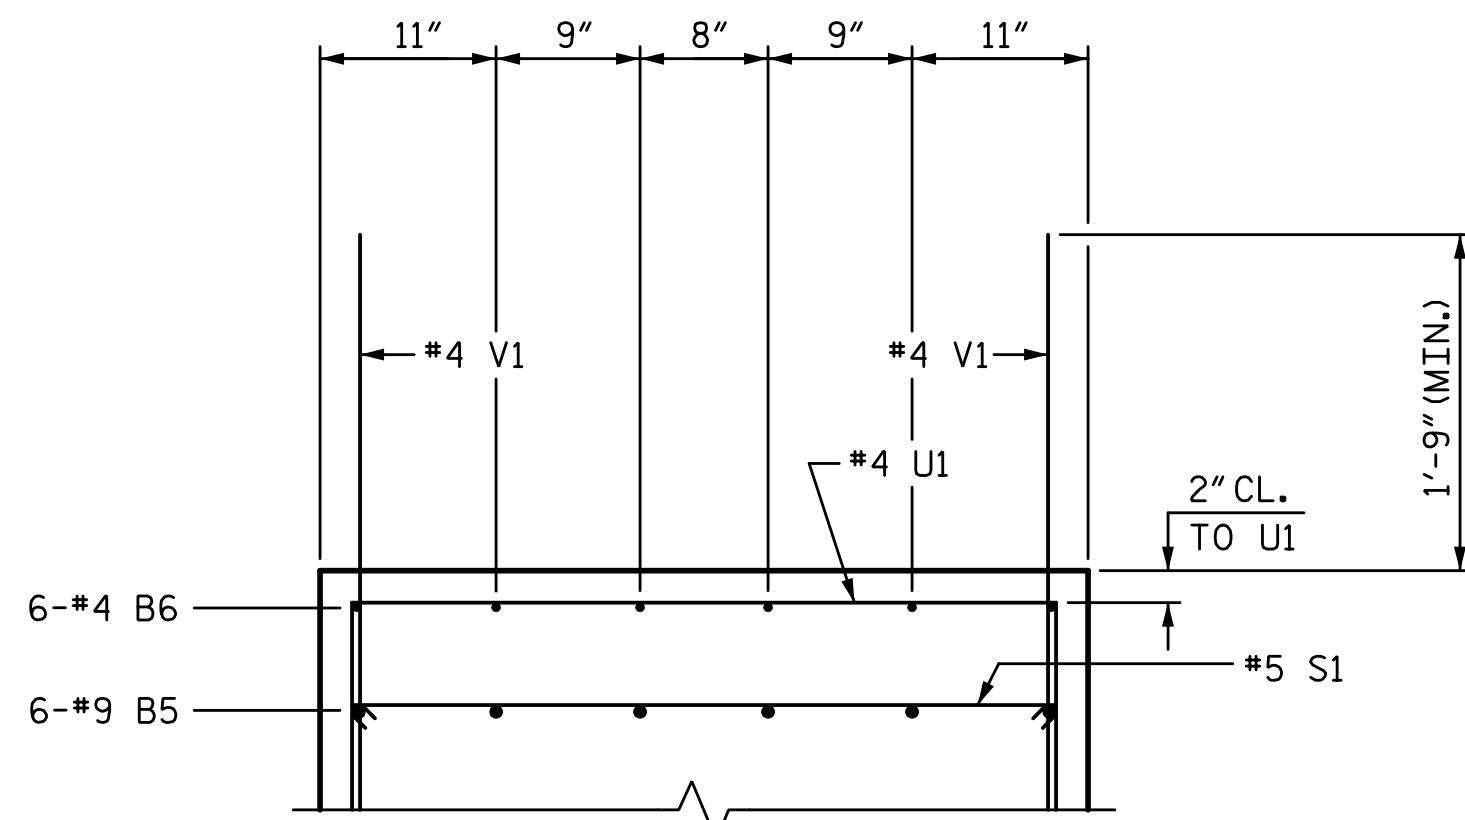 11" 9" 8" 9" 11"
#4 V1 #4 V1
1'-9" (MIN.)
#4 U1
2" CL.
TO U1
6-#4 B6
#5 S1
6-#9 B5